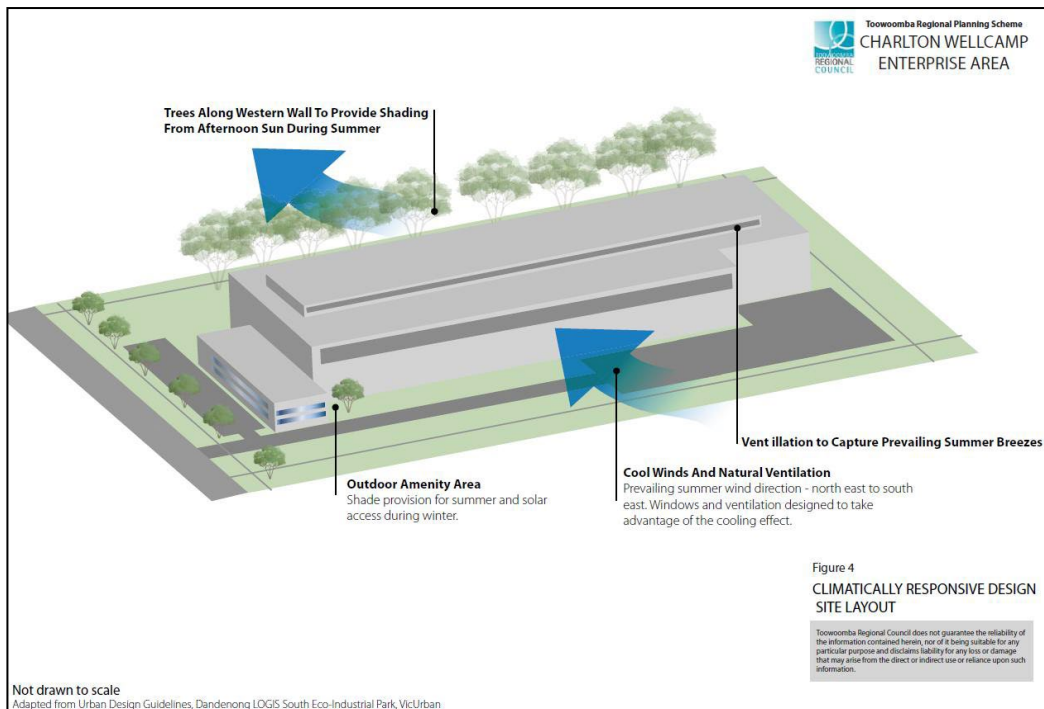 Toowoomba Regional Planning Scheme
CHARLTON WELLCAMP
ENTERPRISE AREA
TOOWOOMBA
REGIONAL
COUNCIL
Trees Along Western Wall To Provide Shading
From Afternoon Sun During Summer
Vent illation to Capture Prevailing Summer Breezes
Outdoor Amenity Area
Shade provision for summer and solar
access during winter.
Cool Winds And Natural Ventilation
Prevailing summer wind direction - north east to south
east. Windows and ventilation designed to take
advantage of the cooling effect.
Figure 4
CLIMATICALLY RESPONSIVE DESIGN
SITE LAYOUT
Toowoomba Regional Council does not guarantee the reliability of
the information contained herein, nor of it being suitable for any
particular purpose and disclaims liability for any loss or damage
that may arise from the direct or indirect use or reliance upon such
information.
Not drawn to scale
Adapted from Urban Design Guidelines, Dandenong LOGIS South Eco-Industrial Park, VicUrban